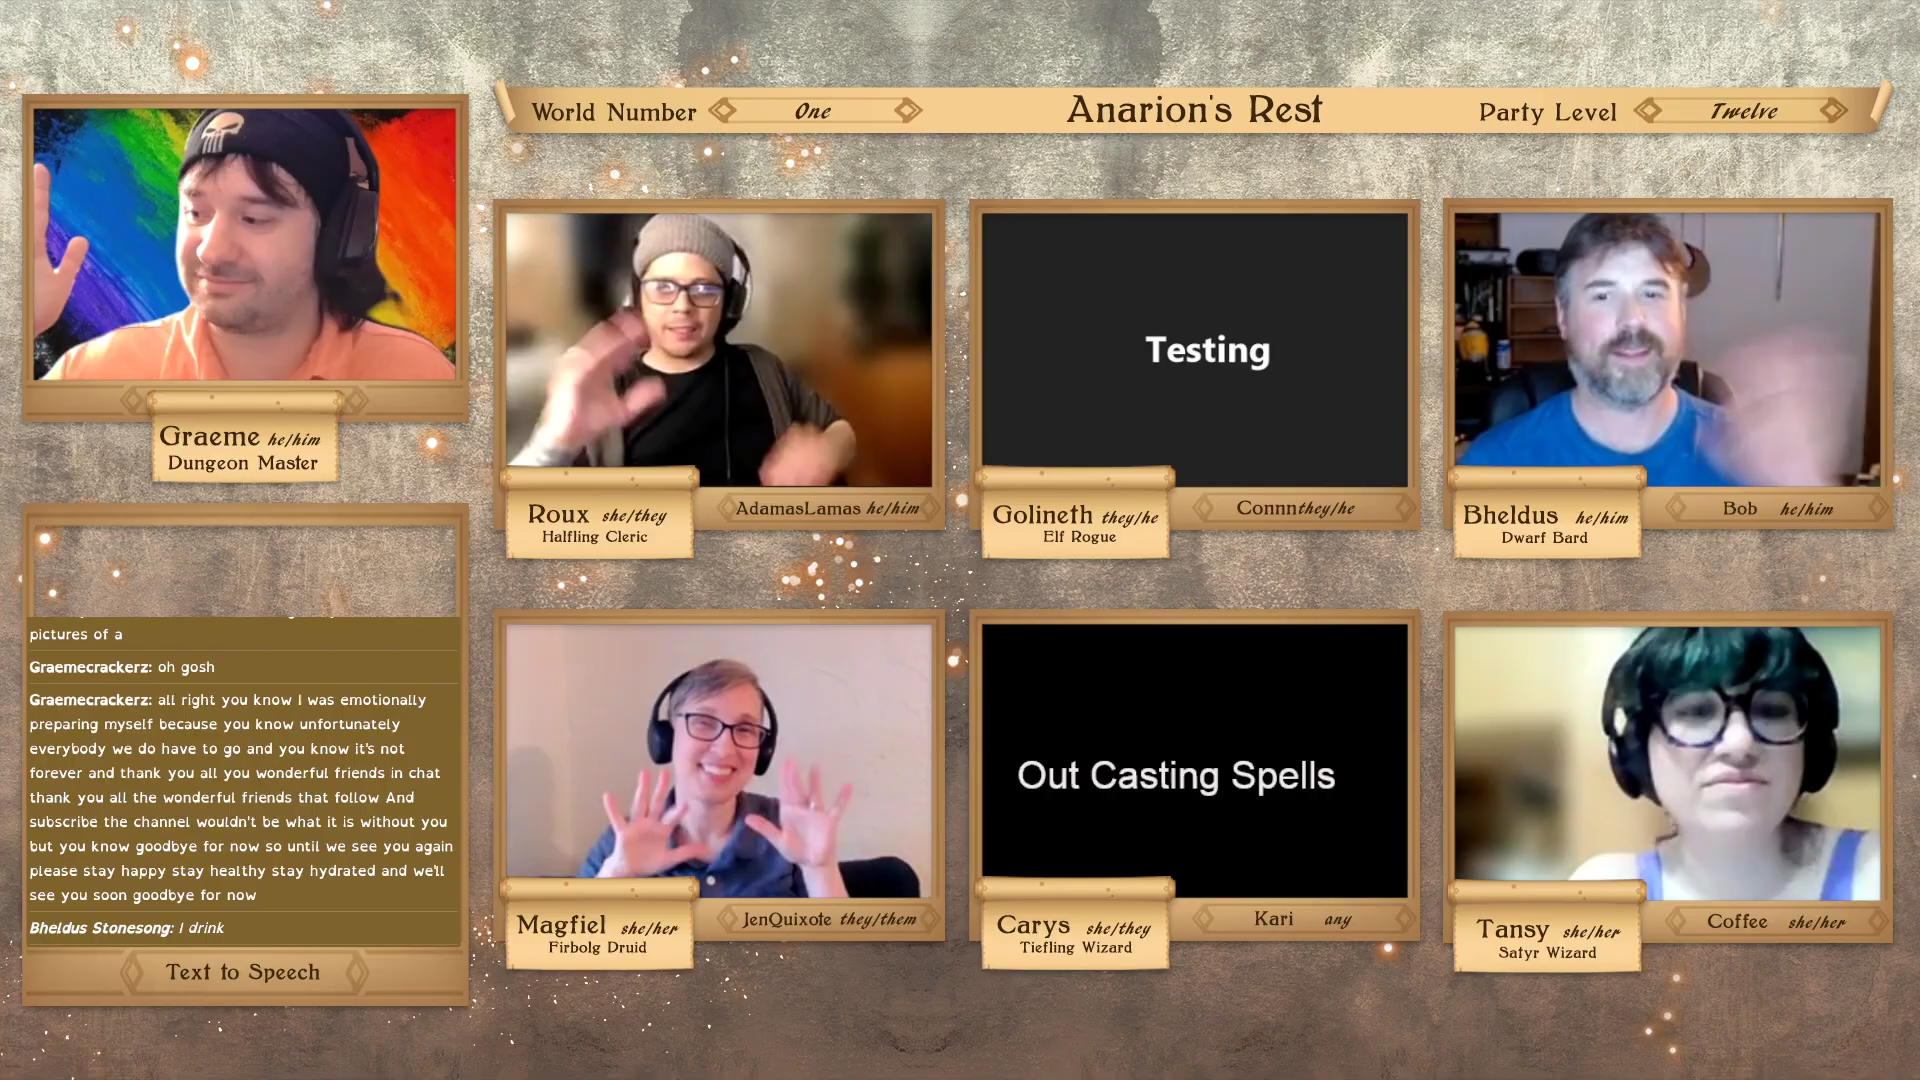 World Number One Anarion's Rest Party Level Twelve
Graeme he/him
Dungeon Master
Testing
Roux she/they
Halfling Cleric
AdamasLamas he/him
Golineth they/he
Elf Rogue
Connnthey/he
Bheldus he/him
Dwarf Bard
Bob he/him
pictures of a
Graemecrackerz: oh gosh
Graemecrackerz: all right you know I was emotionally
preparing myself because you know unfortunately
everybody we do have to go and you know it's not
forever and thank you all you wonderful friends in chat
thank you all the wonderful friends that follow And
subscribe the channel wouldn't be what it is without you
but you know goodbye for now so until we see you again
please stay happy stay healthy stay hydrated and we'll
see you soon goodbye for now
Bheldus Stonesong: I drink
Text to Speech
Out Casting Spells
Magfiel she/her
Firbolg Druid
JenQuixote they/them
Carys she/they
Tiefling Wizard
Kari any
Tansy she/her
Satyr Wizard
Coffee she/her